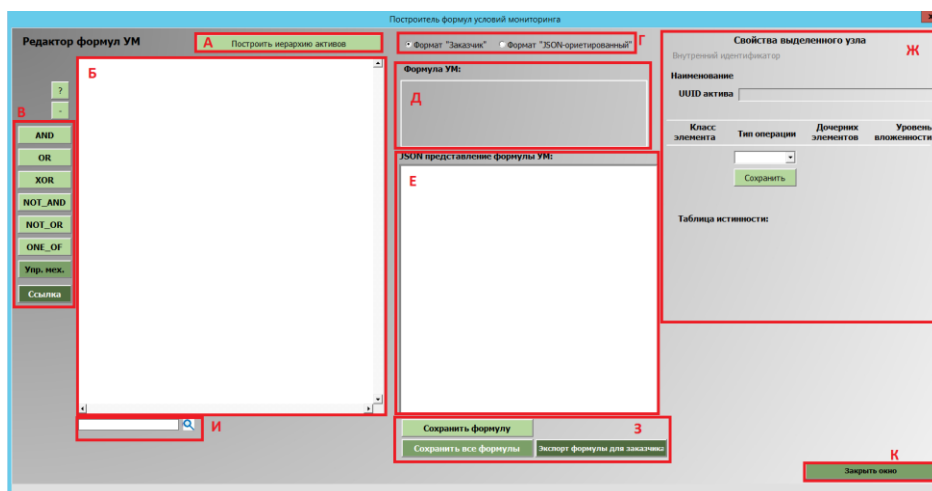 Построитель формул условий мониторинга
x
Редактор формул УМ
А
Построить иерархию активов
Формат "Заказчик"
Формат "JSON-ориетированный"
Г
Свойства выделенного узла
Ж
Внутренний идентификатор
Б
Формула УМ:
Наименование
?
Д
UUID актива
В
-
AND
Класс элемента
Тип операции
Дочерних элементов
Уровень вложенности
OR
JSON представление формулы УМ:
XOR
Е
Сохранить
NOT_AND
NOT_OR
Таблица истинности:
ONE_OF
Упр. мех.
Ссылка
И
Сохранить формулу
З
Сохранить все формулы
Экспорт формулы для заказчика
К
Закрыть окно